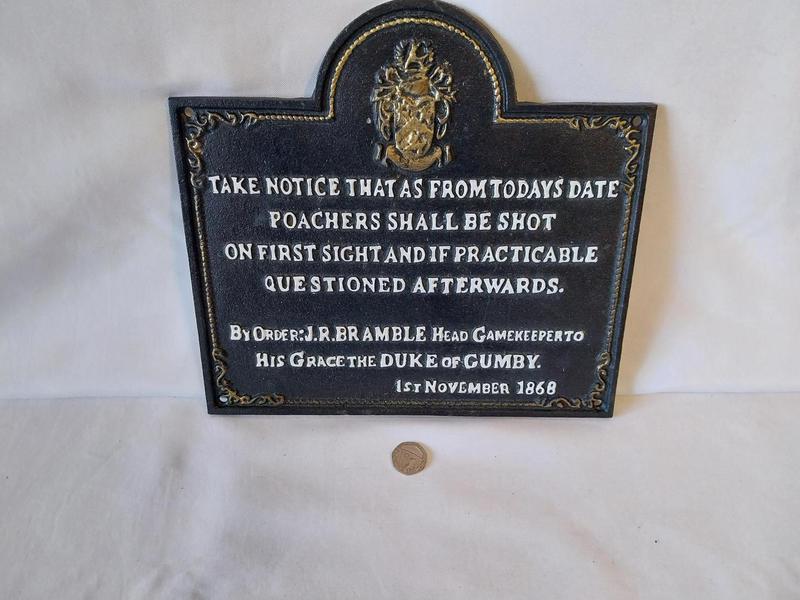 TAKE NOTICE THAT AS FROM TODAYS DATE
POACHERS SHALL BE SHOT
ON FIRST SIGHT AND IF PRACTICABLE
QUESTIONED AFTERWARDS.
BY ORDER: J.R. BRAMBLE HEAD GAMEKEEPER TO
HIS GRACE THE DUKE OF GUMBY.
1ST NOVEMBER 1868